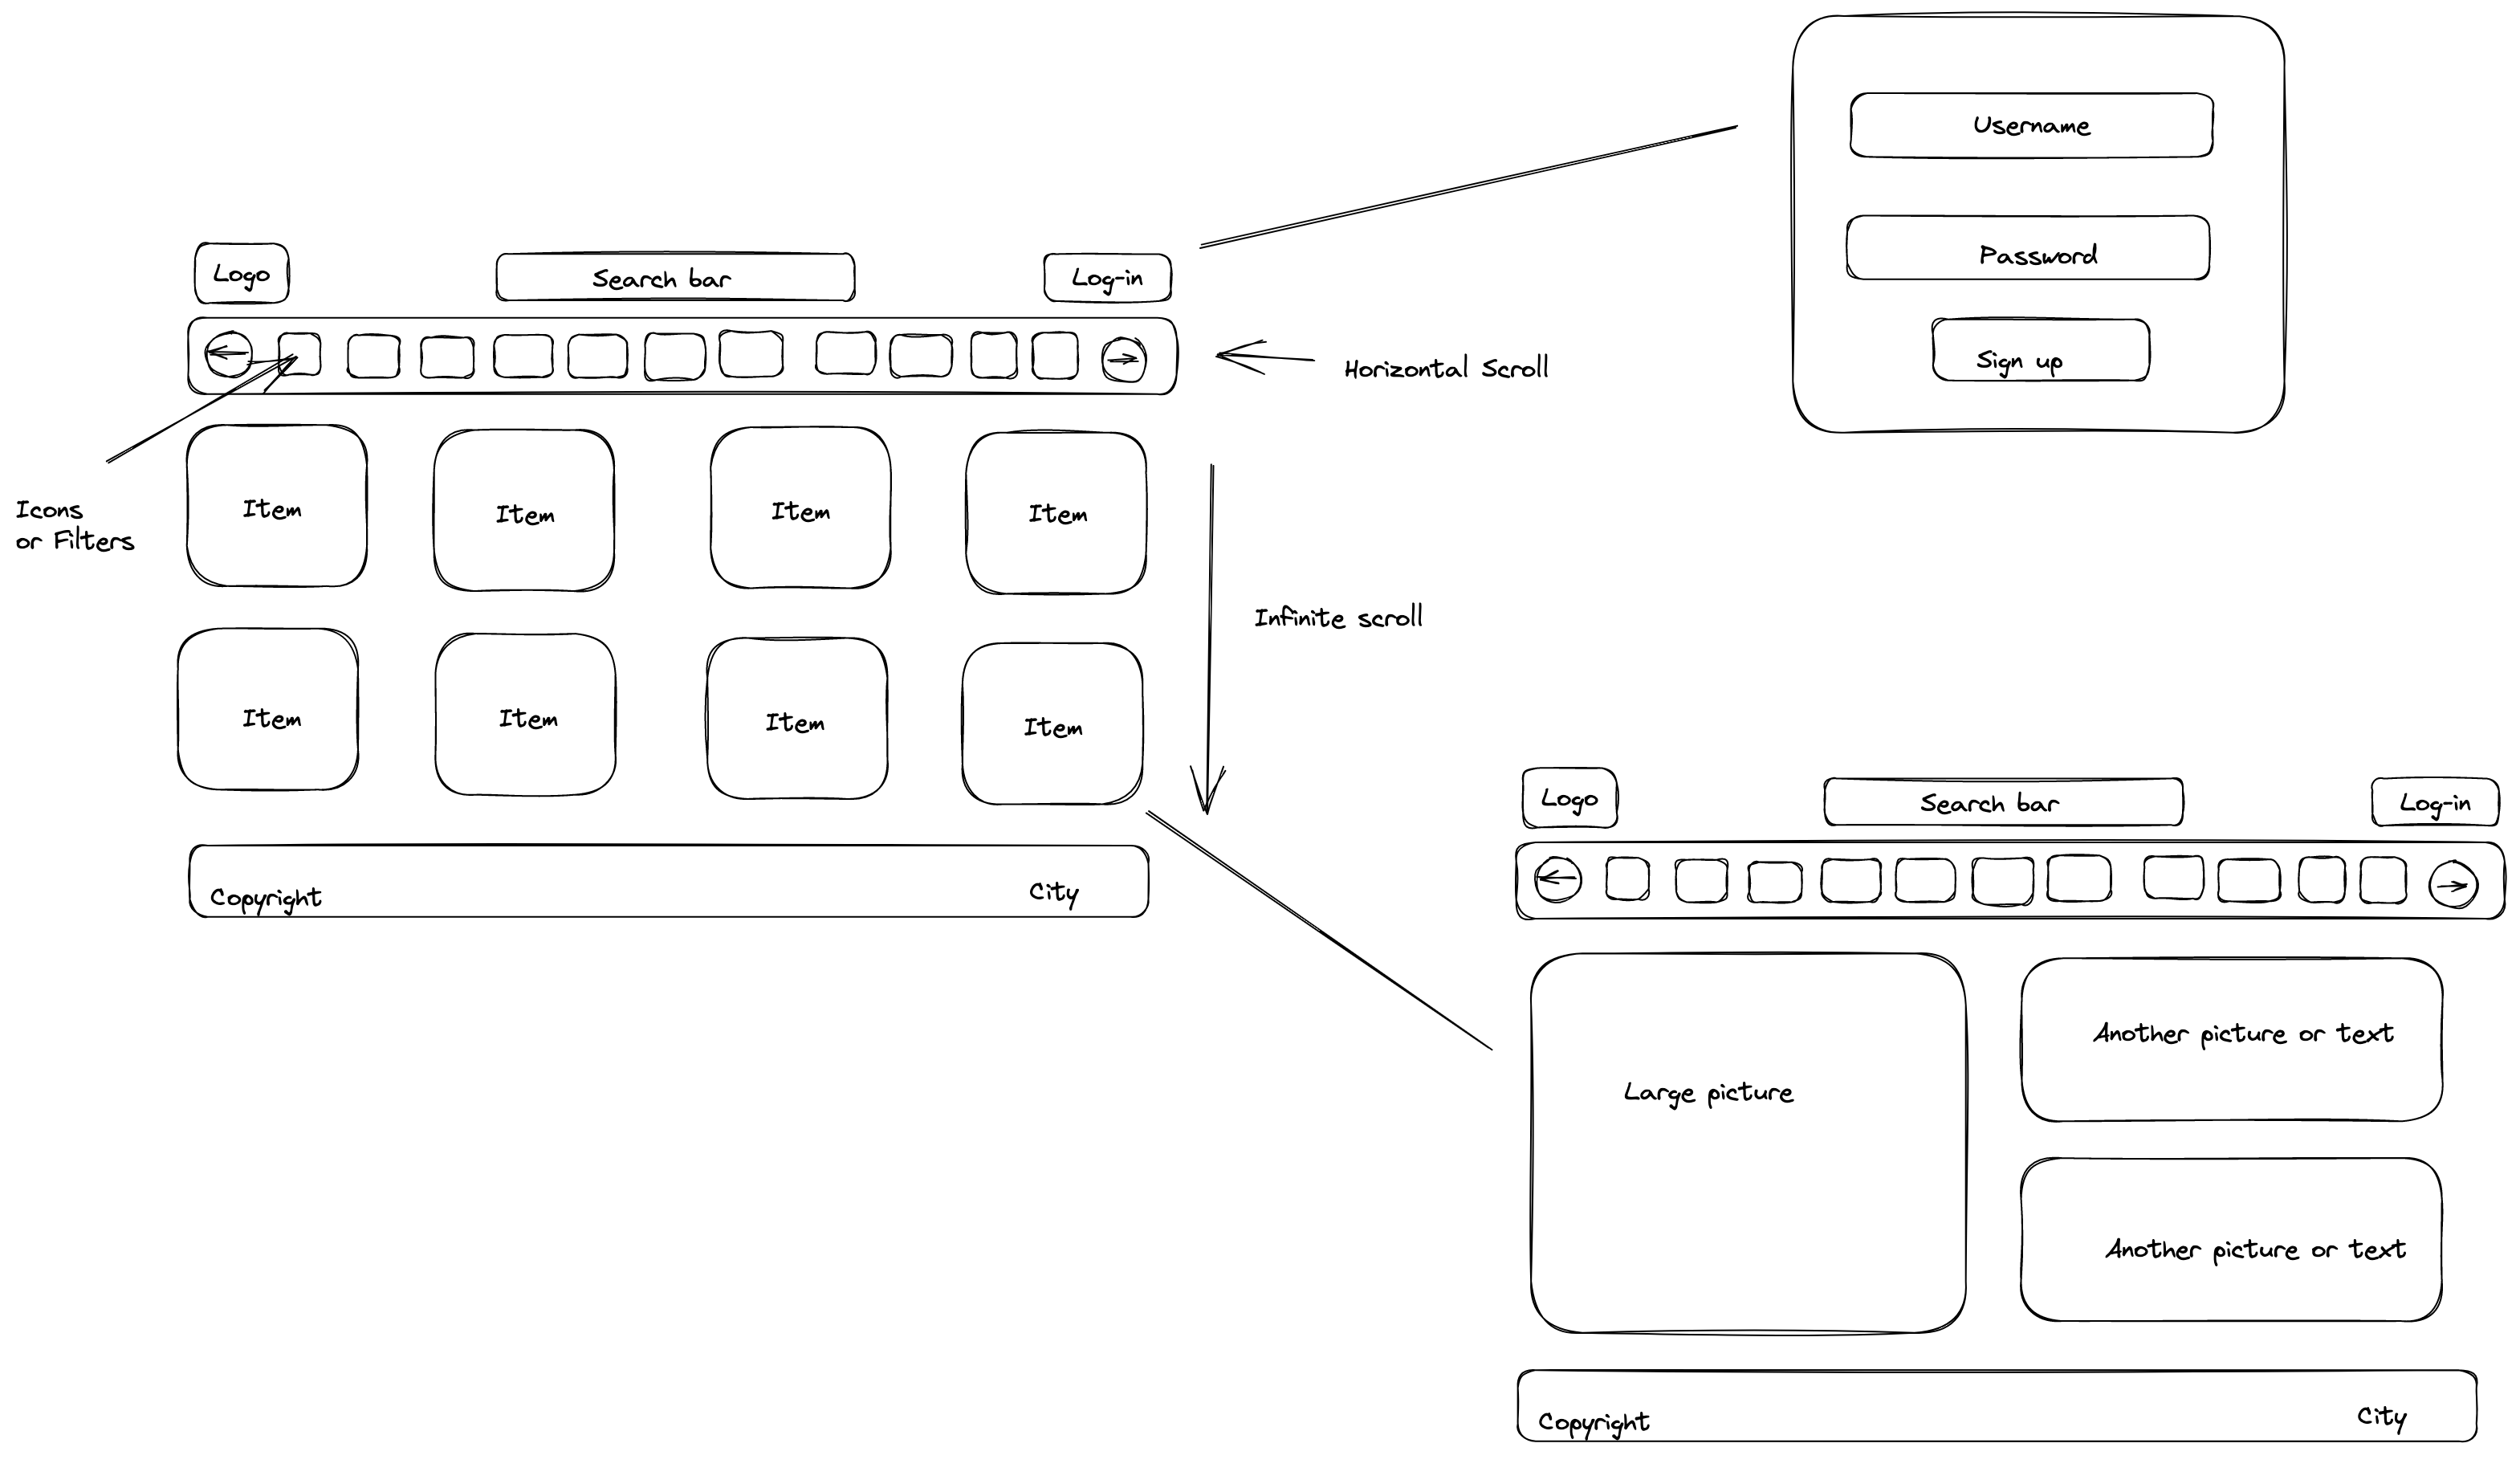 Username
Password
Sign up
Logo
Search bar
Log-in
Horizontal Scroll
Icons
or Filters
Item
Item
Item
Item
Infinite scroll
Item
Item
Item
Item
Copyright
City
Logo
Search bar
Log-in
Large picture
Another picture or text
Another picture or text
Copyright
City